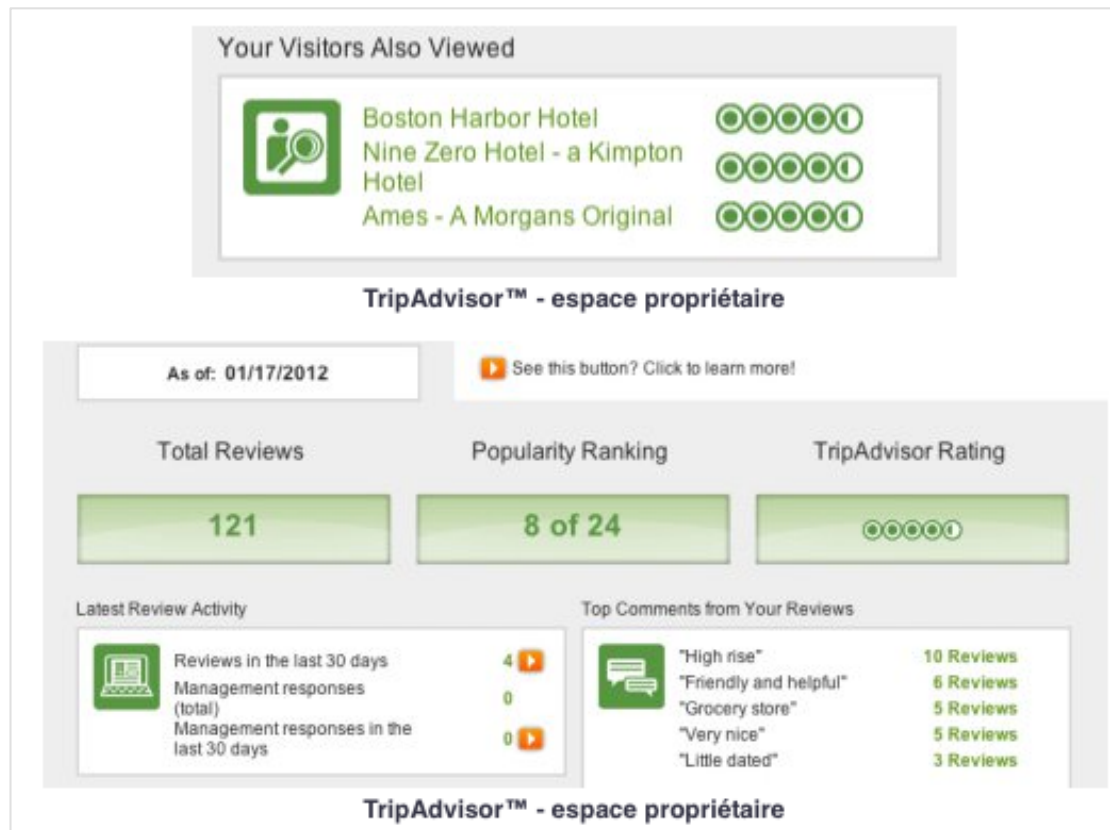 Your Visitors Also Viewed
Boston Harbor Hotel
Nine Zero Hotel - a Kimpton
Hotel
Ames - A Morgans Original
TripAdvisor™ - espace propriétaire
As of: 01/17/2012
See this button? Click to learn more!
Total Reviews
Popularity Ranking
TripAdvisor Rating
121
8 of 24
Latest Review Activity
Reviews in the last 30 days 4
Management responses
(total) 0
Management responses in the
last 30 days 0
Top Comments from Your Reviews
"High rise" 10 Reviews
"Friendly and helpful" 6 Reviews
"Grocery store" 5 Reviews
"Very nice" 5 Reviews
"Little dated" 3 Reviews
TripAdvisor™ - espace propriétaire